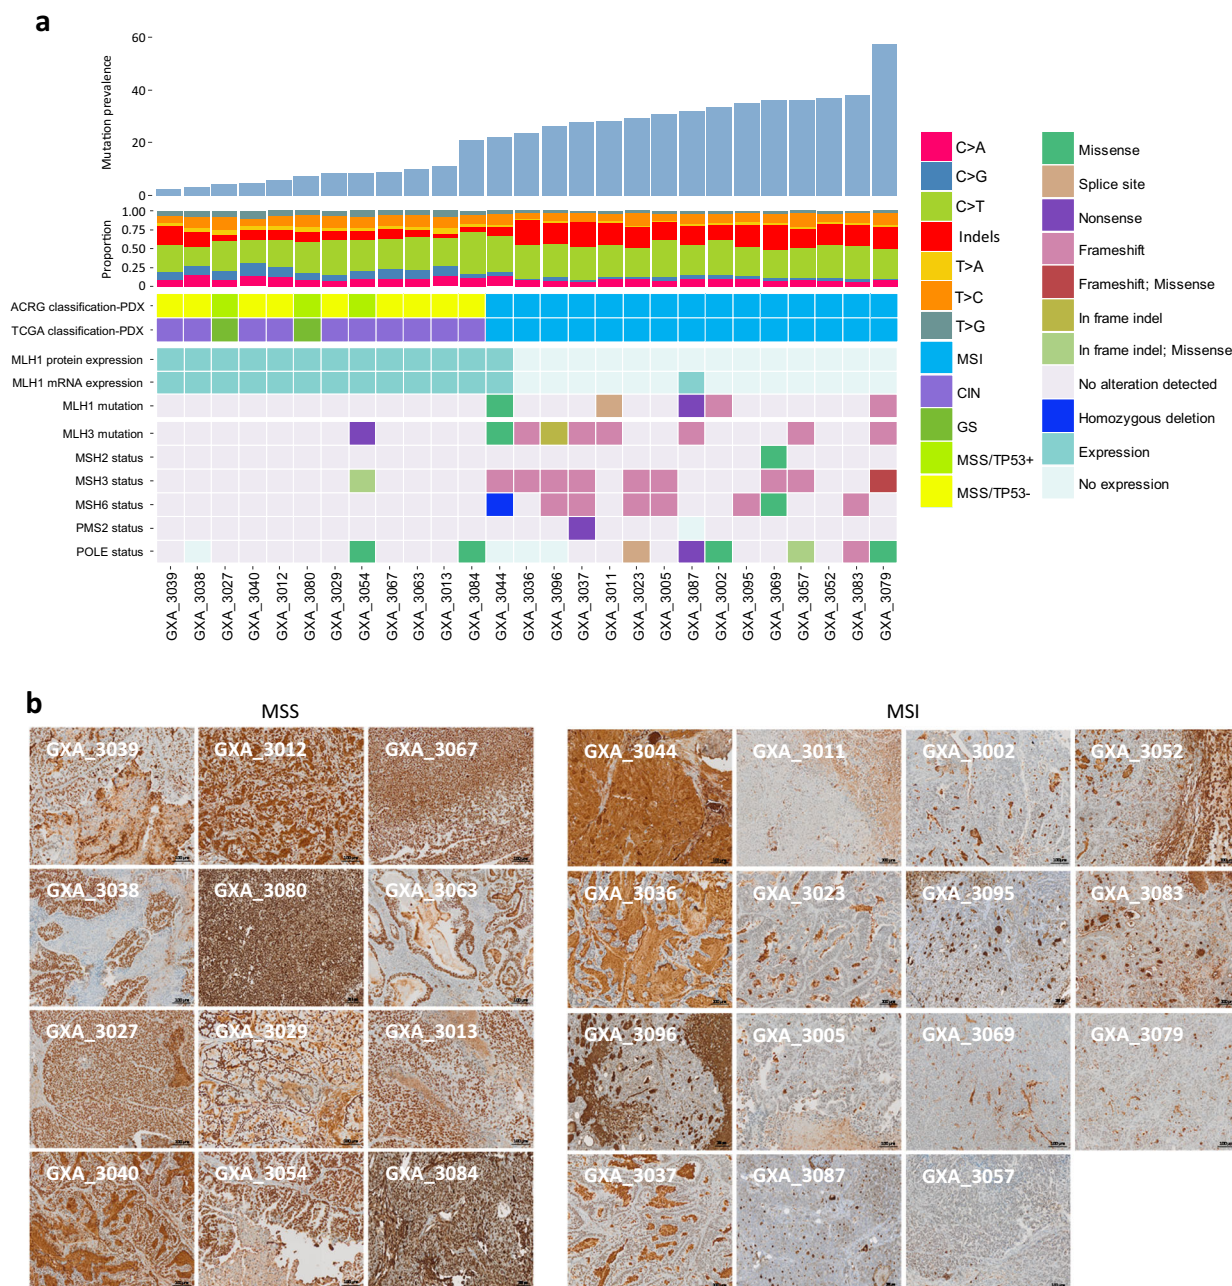 a
60
40
20
0
Mutation prevalence
1.00
0.75
0.50
0.25
0
Proportion
ACRG classification-PDX
TCGA classification-PDX
MLH1 protein expression
MLH1 mRNA expression
MLH1 mutation
MLH3 mutation
MSH2 status
MSH3 status
MSH6 status
PMS2 status
POLE status
GXA_3039
GXA_3038
GXA_3027
GXA_3040
GXA_3012
GXA_3080
GXA_3029
GXA_3054
GXA_3067
GXA_3063
GXA_3013
GXA_3084
GXA_3044
GXA_3036
GXA_3096
GXA_3037
GXA_3011
GXA_3023
GXA_3005
GXA_3087
GXA_3002
GXA_3095
GXA_3069
GXA_3057
GXA_3052
GXA_3083
GXA_3079
C>A
C>G
C>T
Indels
T>A
T>C
T>G
MSI
CIN
GS
MSS/TP53+
MSS/TP53-
Missense
Splice site
Nonsense
Frameshift
Frameshift; Missense
In frame indel
In frame indel; Missense
No alteration detected
Homozygous deletion
Expression
No expression
b
MSS
MSI
GXA_3039 GXA_3012 GXA_3067
GXA_3038 GXA_3080 GXA_3063
GXA_3027 GXA_3029 GXA_3013
GXA_3040 GXA_3054 GXA_3084
GXA_3044 GXA_3011 GXA_3002 GXA_3052
GXA_3036 GXA_3023 GXA_3095 GXA_3083
GXA_3096 GXA_3005 GXA_3069 GXA_3079
GXA_3037 GXA_3087 GXA_3057